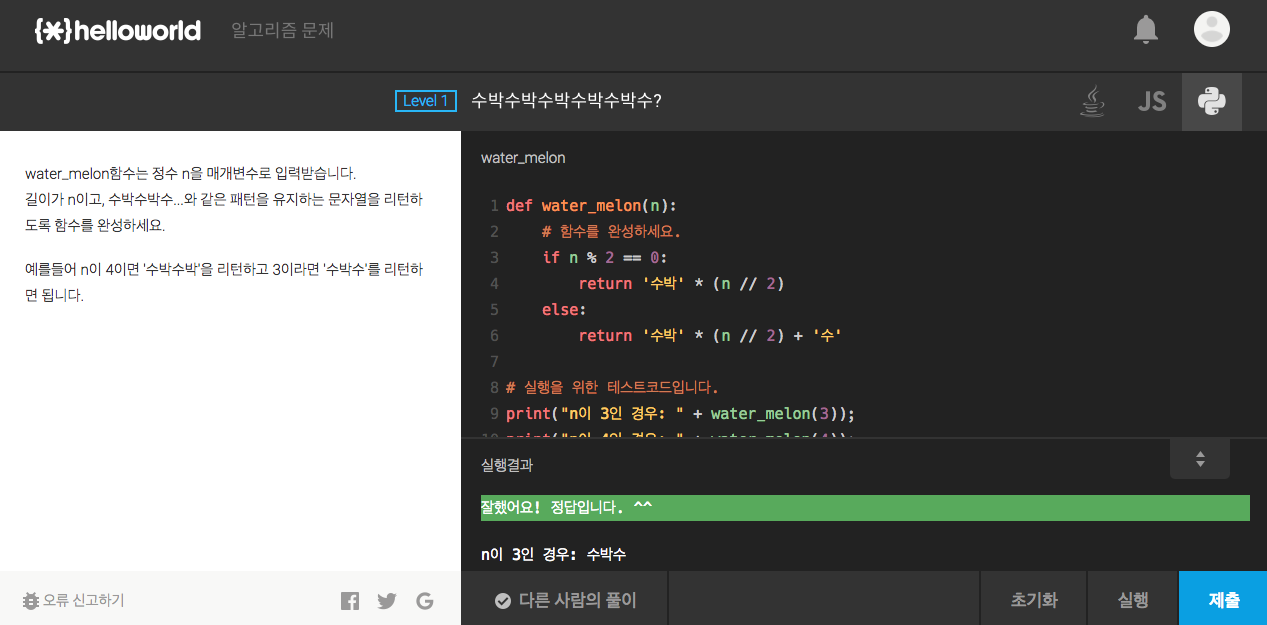 {*}helloworld 알고리즘 문제
Level 1 수박수박수박수박수박수?
JS
water_melon함수는 정수 n을 매개변수로 입력받습니다.
길이가 n이고, 수박수박수...와 같은 패턴을 유지하는 문자열을 리턴하
도록 함수를 완성하세요.
예를들어 n이 4이면 '수박수박'을 리턴하고 3이라면 '수박수'를 리턴하
면 됩니다.
오류 신고하기
water_melon
1 def water_melon(n):
2 # 함수를 완성하세요.
3 if n % 2 == 0:
4 return '수박' * (n // 2)
5 else:
6 return '수박' * (n // 2) + '수'
7
8 # 실행을 위한 테스트코드입니다.
9 print("n이 3인 경우: " + water_melon(3));
10 print("n이 4인 경우: " + water_melon(4));
실행결과
잘했어요! 정답입니다. ^^
n이 3인 경우: 수박수
다른 사람의 풀이
초기화
실행
제출